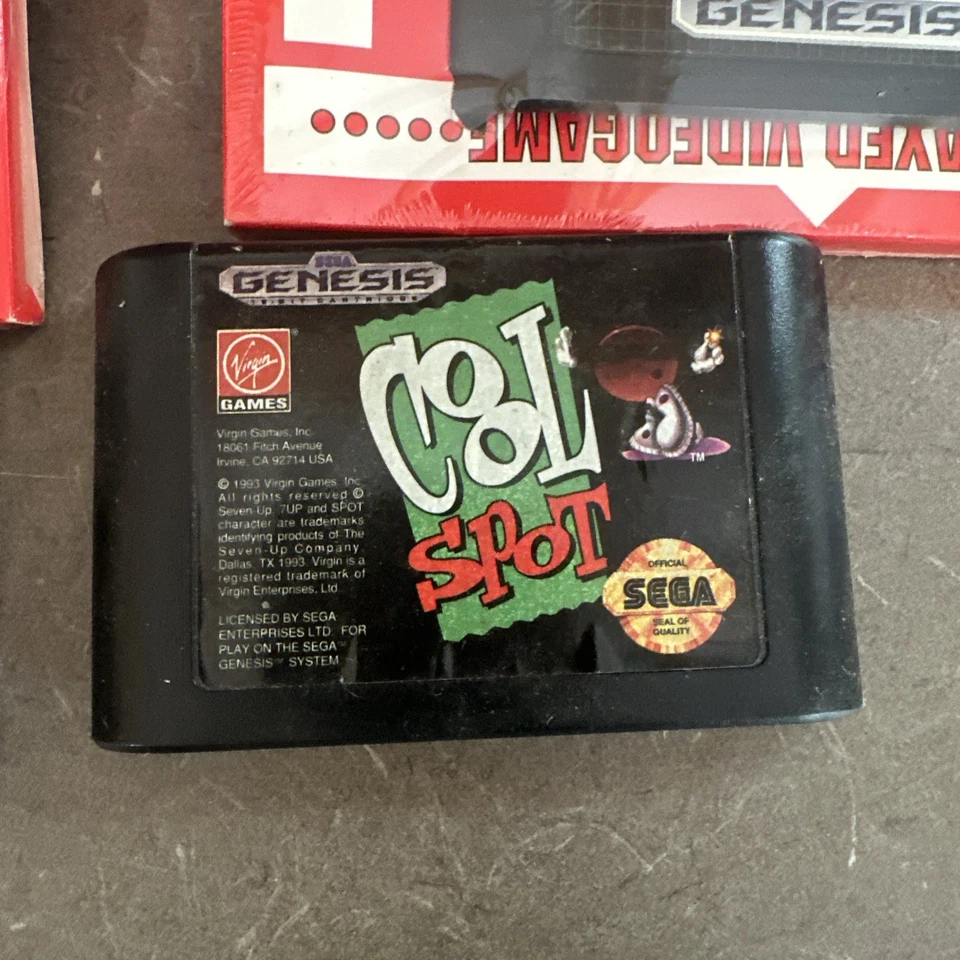 GENESIS
AYED VIDEOGAME
SEGA
GENESIS
16-BIT CARTRIDGE
Virgin
GAMES
Virgin Games, Inc.
18061 Fitch Avenue
Irvine, CA 92714 USA
© 1993 Virgin Games, Inc.
All rights reserved ©
Seven-Up, 7UP and SPOT
character are trademarks
identifying products of The
Seven-Up Company,
Dallas, TX 1993. Virgin is a
registered trademark of
Virgin Enterprises, Ltd.
LICENSED BY SEGA
ENTERPRISES LTD. FOR
PLAY ON THE SEGA™
GENESIS™ SYSTEM
COOL
SPOT
TM
OFFICIAL
SEGA
SEAL OF
QUALITY